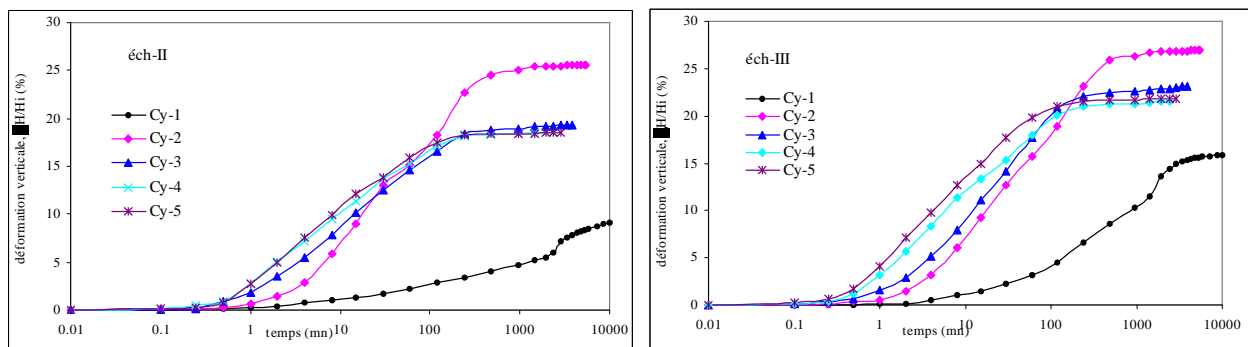 30
25
20
15
10
5
0
déformation verticale, H/Hi (%)
éch-II
Cy-1
Cy-2
Cy-3
Cy-4
Cy-5
0.01 0.1 1 10 100 1000 10000
temps (mn)
30
25
20
15
10
5
0
déformation verticale, H/Hi (%)
éch-III
Cy-1
Cy-2
Cy-3
Cy-4
Cy-5
0.01 0.1 1 10 100 1000 10000
temps (mn)